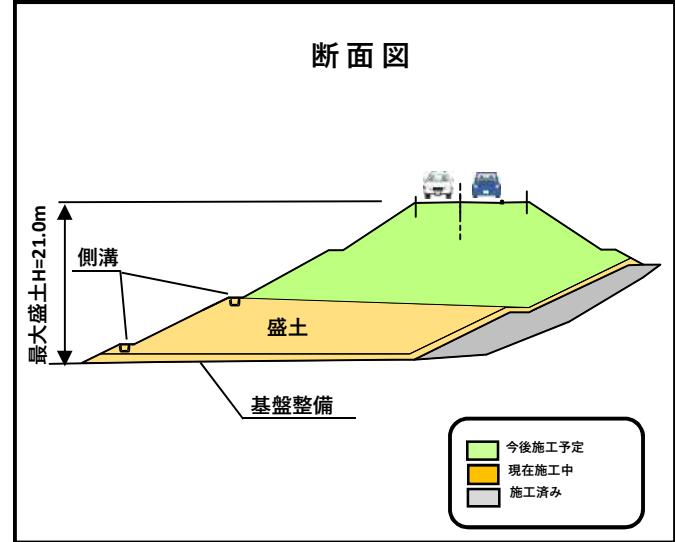 断面図
最大盛土H=21.0m
側溝
盛土
基盤整備
今後施工予定
現在施工中
施工済み